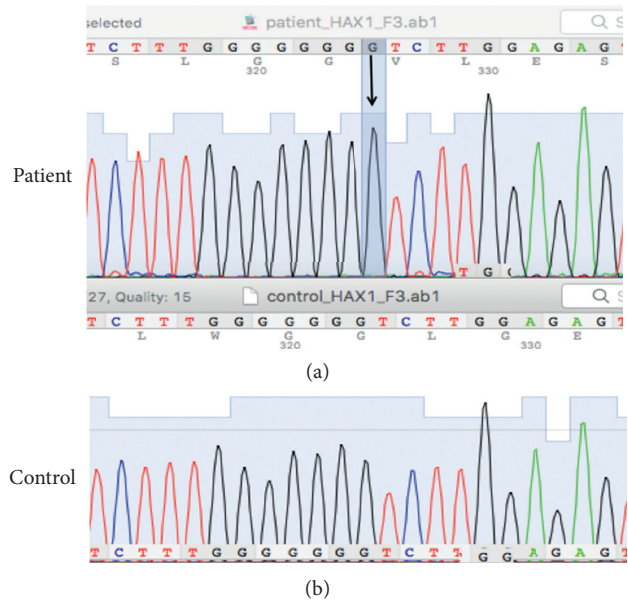 selected patient_HAX1_F3.ab1 S
T C T T T G G G G G G G G T C T T G G A G A G T
S L G G V L E S
320 330
Patient
T G
27, Quality: 15 control_HAX1_F3.ab1 S
T C T T T G G G G G G G T C T T G G A G A G T
L W G G L G E
320 330
(a)
Control
T C T T T G G G G G G G T C T T G G A G A G T
(b)